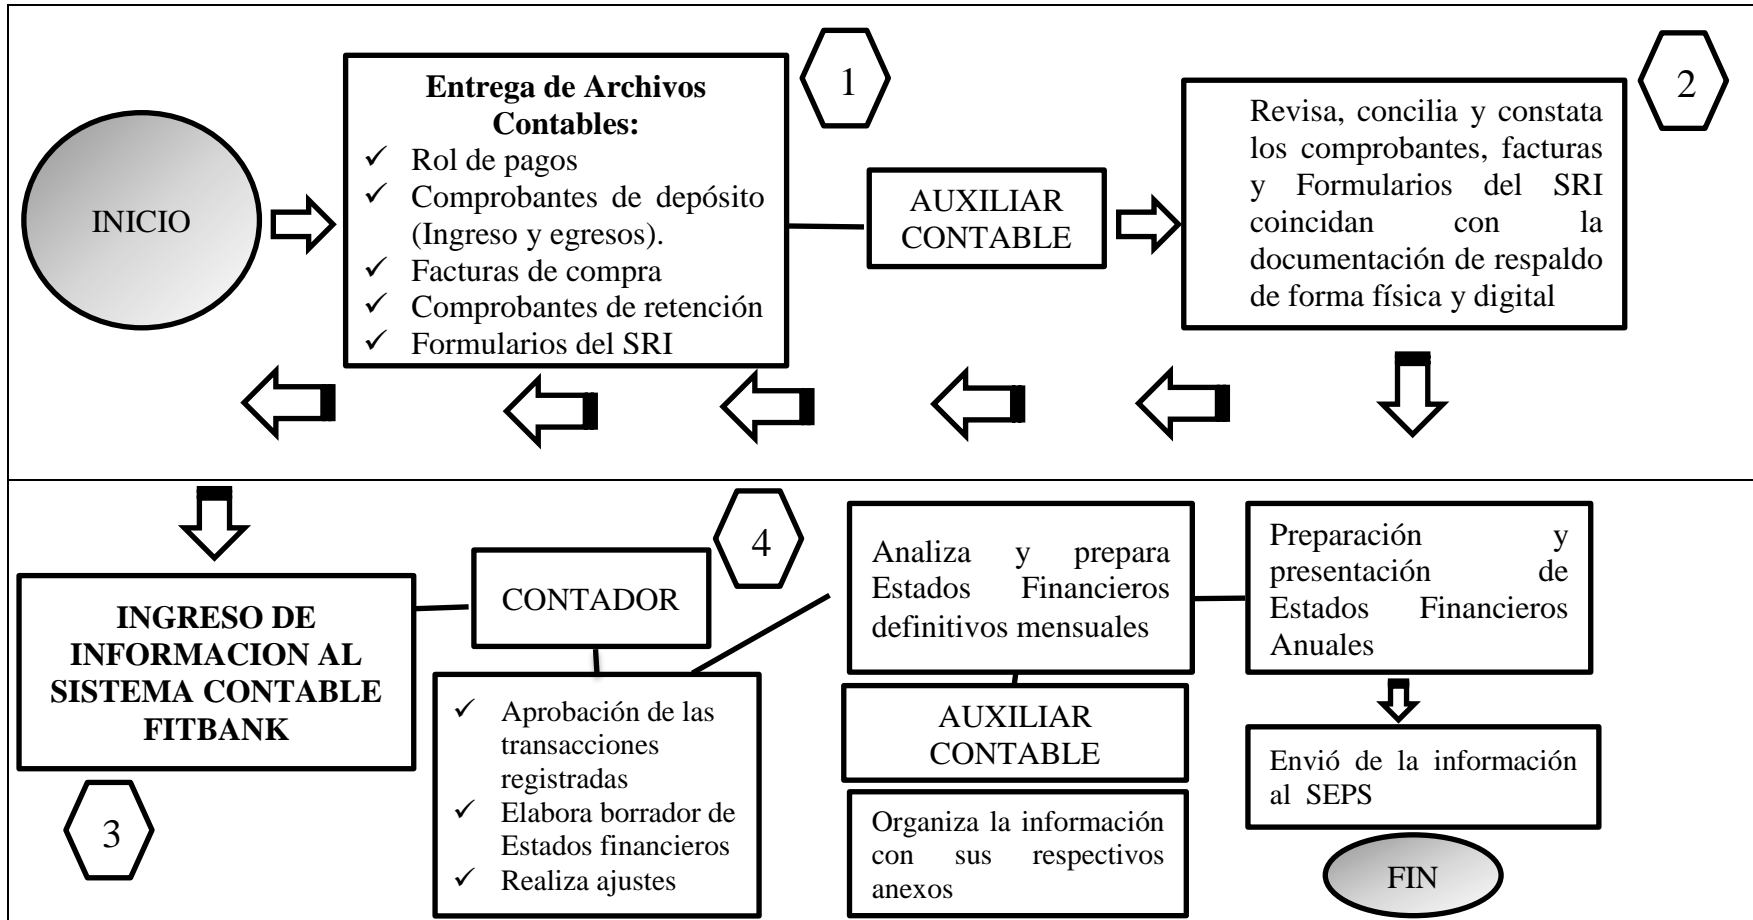 INICIO
Entrega de Archivos
Contables:
✓ Rol de pagos
✓ Comprobantes de depósito
(Ingreso y egresos).
✓ Facturas de compra
✓ Comprobantes de retención
✓ Formularios del SRI
1
AUXILIAR
CONTABLE
2
Revisa, concilia y constata
los comprobantes, facturas
y Formularios del SRI
coincidan con la
documentación de respaldo
de forma física y digital
INGRESO DE
INFORMACION AL
SISTEMA CONTABLE
FITBANK
3
CONTADOR
4
✓ Aprobación de las
transacciones
registradas
✓ Elabora borrador de
Estados financieros
✓ Realiza ajustes
Analiza y prepara
Estados Financieros
definitivos mensuales
AUXILIAR
CONTABLE
Organiza la información
con sus respectivos
anexos
Preparación y
presentación de
Estados Financieros
Anuales
Envió de la información
al SEPS
FIN